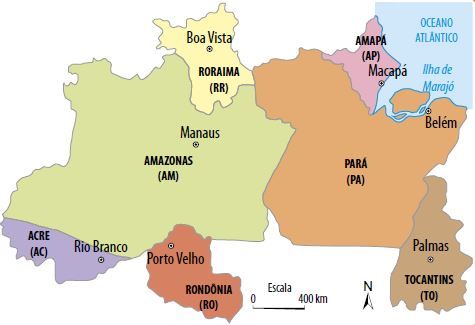 Boa Vista
RORAIMA
(RR)
AMAPÁ
(AP)
Macapá
OCEANO
ATLÂNTICO
Ilha de
Marajó
Belém
Manaus
AMAZONAS
(AM)
PARÁ
(PA)
ACRE
(AC)
Rio Branco
Porto Velho
RONDÔNIA
(RO)
Palmas
TOCANTINS
(TO)
Escala
0 400 km
N